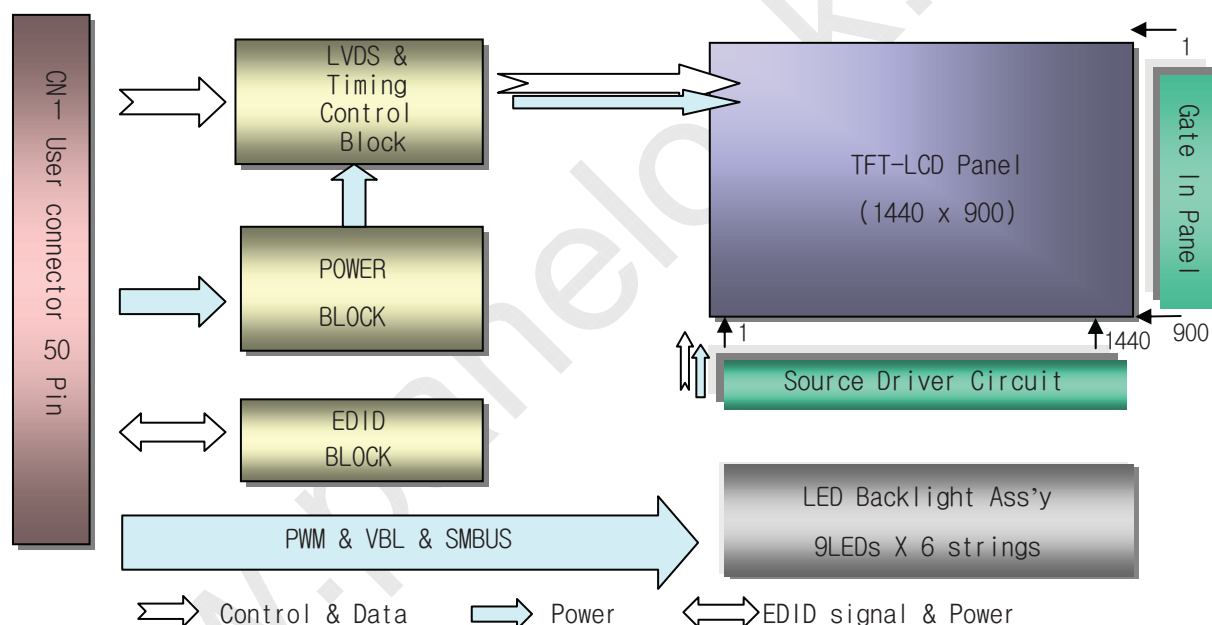 CN-1 User connector 50 Pin
LVDS &
Timing
Control
Block
POWER
BLOCK
EDID
BLOCK
PWM & VBL & SMBUS
TFT-LCD Panel
(1440 x 900)
1
Gate In Panel
900
1
1440
Source Driver Circuit
LED Backlight Ass’y
9LEDs X 6 strings
Control & Data
Power
EDID signal & Power